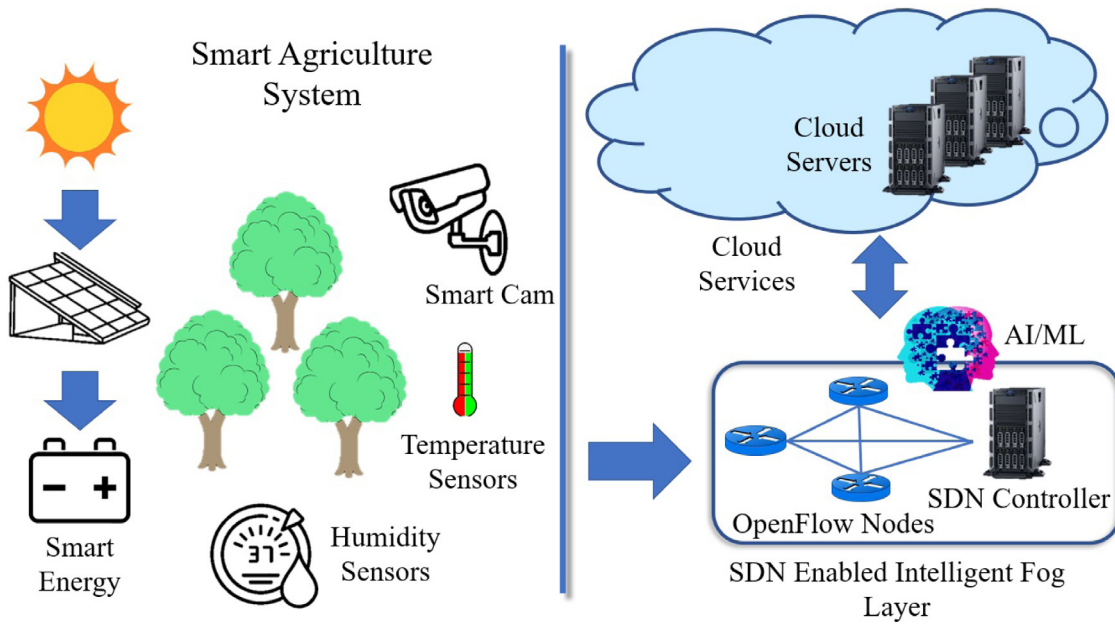 Smart Agriculture
System
Smart Cam
Temperature
Sensors
37
Humidity
Sensors
Smart
Energy
Cloud
Servers
Cloud
Services
AI/ML
SDN Controller
OpenFlow Nodes
SDN Enabled Intelligent Fog
Layer